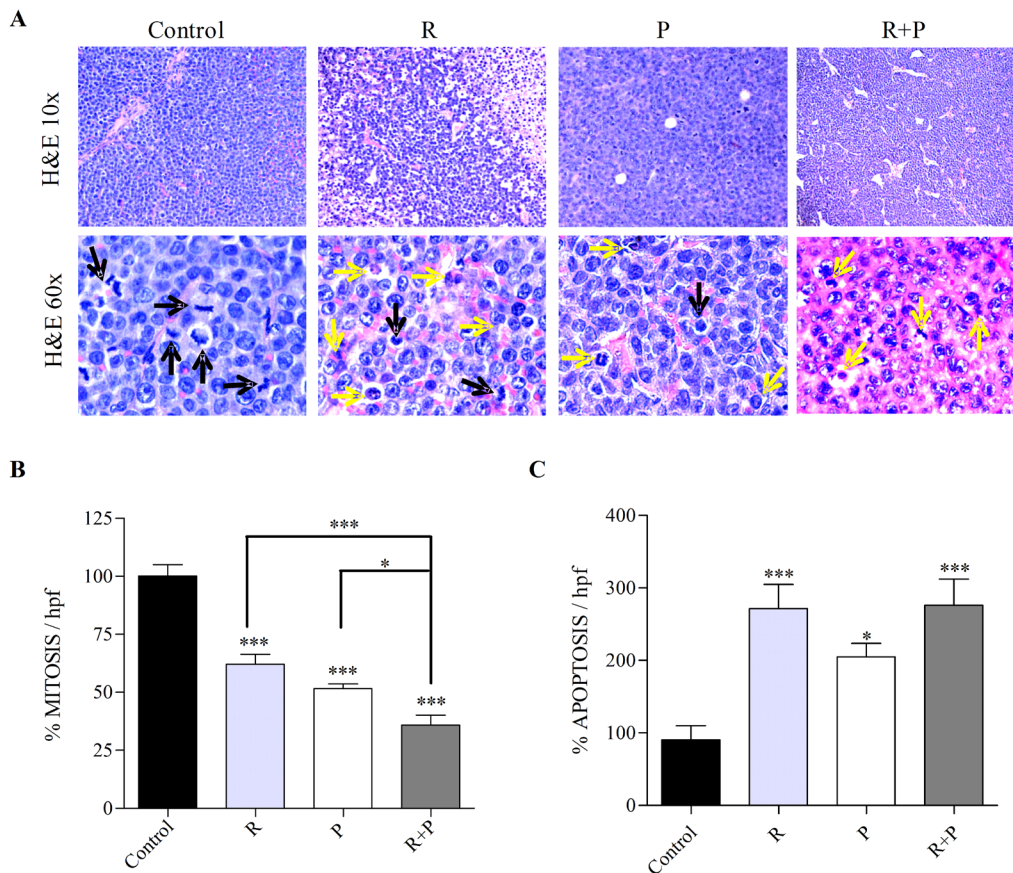 A
Control R P R+P
H&E 10x
H&E 60x
B
% MITOSIS / hpf
125
100
75
50
25
0
***
*
***
***
***
Control R P R+P
C
% APOPTOSIS / hpf
400
300
200
100
0
***
*
***
Control R P R+P